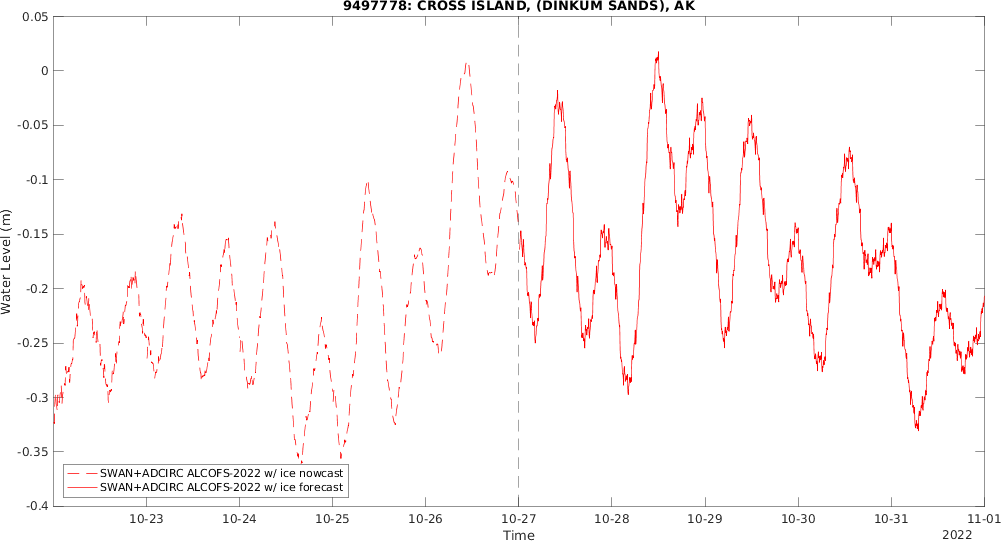 9497778: CROSS ISLAND, (DINKUM SANDS), AK
0.05
0
-0.05
-0.1
-0.15
-0.2
-0.25
-0.3
-0.35
-0.4
Water Level (m)
SWAN+ADCIRC ALCOFS-2022 w/ ice nowcast
SWAN+ADCIRC ALCOFS-2022 w/ ice forecast
10-23 10-24 10-25 10-26 10-27 10-28 10-29 10-30 10-31 11-01
Time
2022